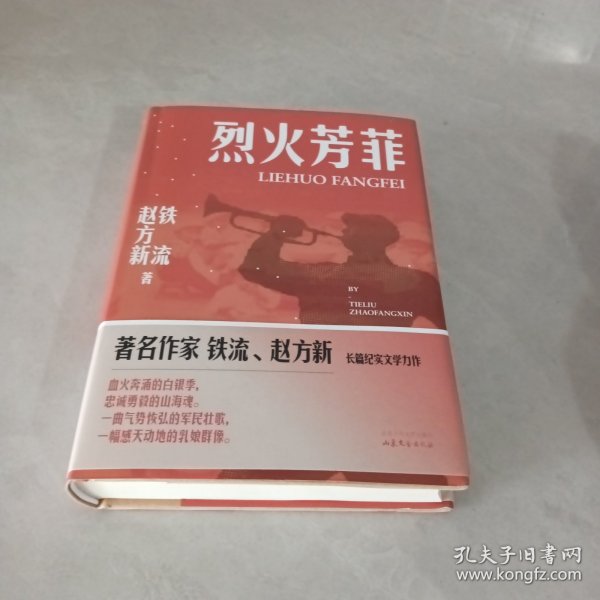 烈火芳菲
LIEHUO FANGFEI
铁流
赵方新
著
BY
TIELIU
ZHAOFANGXIN
著名作家 铁流、赵方新 长篇纪实文学力作
血火奔涌的白银季,
忠诚勇毅的山海魂。
一曲气势恢弘的军民壮歌,
一幅感天动地的乳娘群像。
山东文艺出版社
孔夫子旧书网
www.kongfz.com